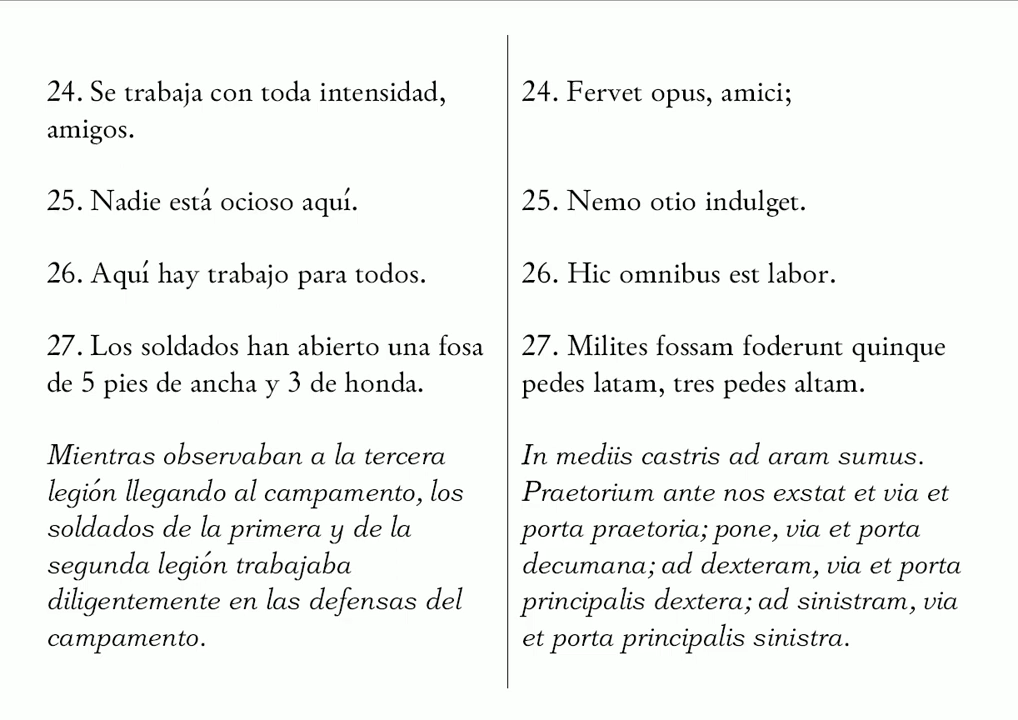 24. Se trabaja con toda intensidad,
amigos.
25. Nadie está ocioso aquí.
26. Aquí hay trabajo para todos.
27. Los soldados han abierto una fosa
de 5 pies de ancha y 3 de honda.
Mientras observaban a la tercera
legión llegando al campamento, los
soldados de la primera y de la
segunda legión trabajaba
diligentemente en las defensas del
campamento.
24. Fervet opus, amici;
25. Nemo otio indulget.
26. Hic omnibus est labor.
27. Milites fossam foderunt quinque
pedes latam, tres pedes altam.
In mediis castris ad aram sumus.
Praetorium ante nos exstat et via et
porta praetoria; pone, via et porta
decumana; ad dexteram, via et porta
principalis dextera; ad sinistram, via
et porta principalis sinistra.